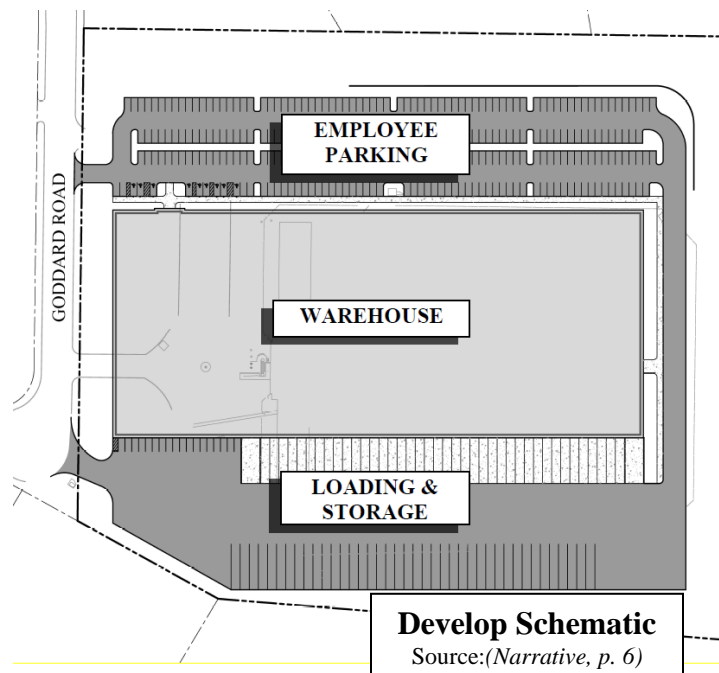 EMPLOYEE
PARKING
GODDARD ROAD
WAREHOUSE
LOADING &
STORAGE
Develop Schematic
Source:(Narrative, p. 6)